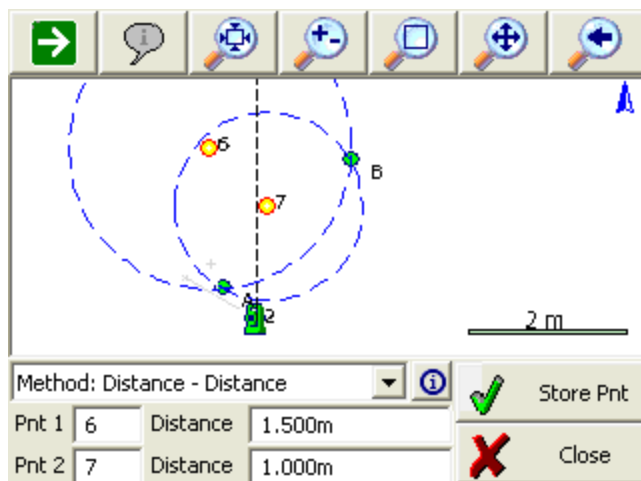 6
B
7
A
2
2 m
Method: Distance - Distance
Store Pnt
Pnt 1 6 Distance 1.500m
Pnt 2 7 Distance 1.000m
Close